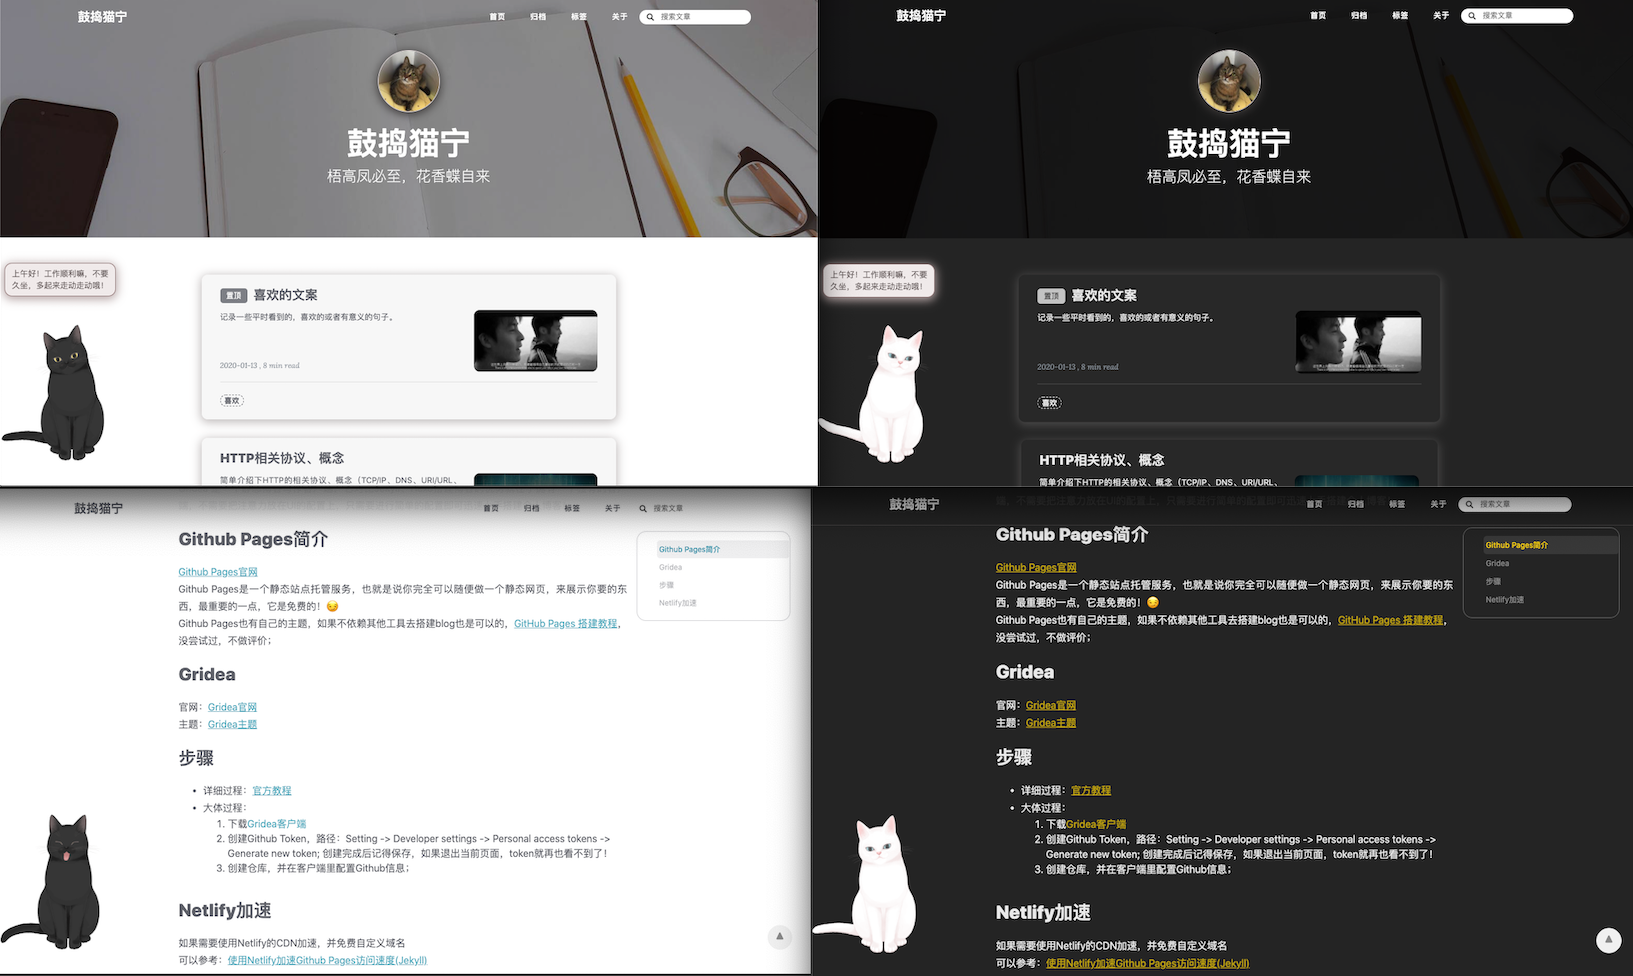 鼓捣猫宁
首页 归档 标签 关于 搜索文章
鼓捣猫宁
梧高凤必至，花香蝶自来
上午好！工作顺利嘛，不要
久坐，多起来走动走动哦！
置顶 喜欢的文案
记录一些平时看到的，喜欢的或者有意义的句子。
2020-01-13 , 8 min read
喜欢
HTTP相关协议、概念
简单介绍下HTTP的相关协议、概念（TCP/IP、DNS、URI/URL、
鼓捣猫宁
首页 归档 标签 关于 搜索文章
鼓捣猫宁
梧高凤必至，花香蝶自来
上午好！工作顺利嘛，不要
久坐，多起来走动走动哦！
置顶 喜欢的文案
记录一些平时看到的，喜欢的或者有意义的句子。
2020-01-13 , 8 min read
喜欢
HTTP相关协议、概念
简单介绍下HTTP的相关协议、概念（TCP/IP、DNS、URI/URL、
鼓捣猫宁
首页 归档 标签 关于 搜索文章
Github Pages简介
Github Pages官网
Github Pages是一个静态站点托管服务，也就是说你完全可以随便做一个静态网页，来展示你要的东
西，最重要的一点，它是免费的！😏
Github Pages也有自己的主题，如果不依赖其他工具去搭建blog也是可以的，GitHub Pages 搭建教程，
没尝试过，不做评价；
Gridea
官网：Gridea官网
主题：Gridea主题
步骤
• 详细过程：官方教程
• 大体过程：
1. 下载Gridea客户端
2. 创建Github Token，路径：Setting -> Developer settings -> Personal access tokens ->
Generate new token; 创建完成后记得保存，如果退出当前页面，token就再也看不到了！
3. 创建仓库，并在客户端里配置Github信息；
Netlify加速
如果需要使用Netlify的CDN加速，并免费自定义域名
可以参考：使用Netlify加速Github Pages访问速度(Jekyll)
Github Pages简介
Gridea
步骤
Netlify加速
鼓捣猫宁
首页 归档 标签 关于 搜索文章
Github Pages简介
Github Pages官网
Github Pages是一个静态站点托管服务，也就是说你完全可以随便做一个静态网页，来展示你要的东
西，最重要的一点，它是免费的！😏
Github Pages也有自己的主题，如果不依赖其他工具去搭建blog也是可以的，GitHub Pages 搭建教程，
没尝试过，不做评价；
Gridea
官网：Gridea官网
主题：Gridea主题
步骤
• 详细过程：官方教程
• 大体过程：
1. 下载Gridea客户端
2. 创建Github Token，路径：Setting -> Developer settings -> Personal access tokens ->
Generate new token; 创建完成后记得保存，如果退出当前页面，token就再也看不到了！
3. 创建仓库，并在客户端里配置Github信息；
Netlify加速
如果需要使用Netlify的CDN加速，并免费自定义域名
可以参考：使用Netlify加速Github Pages访问速度(Jekyll)
Github Pages简介
Gridea
步骤
Netlify加速